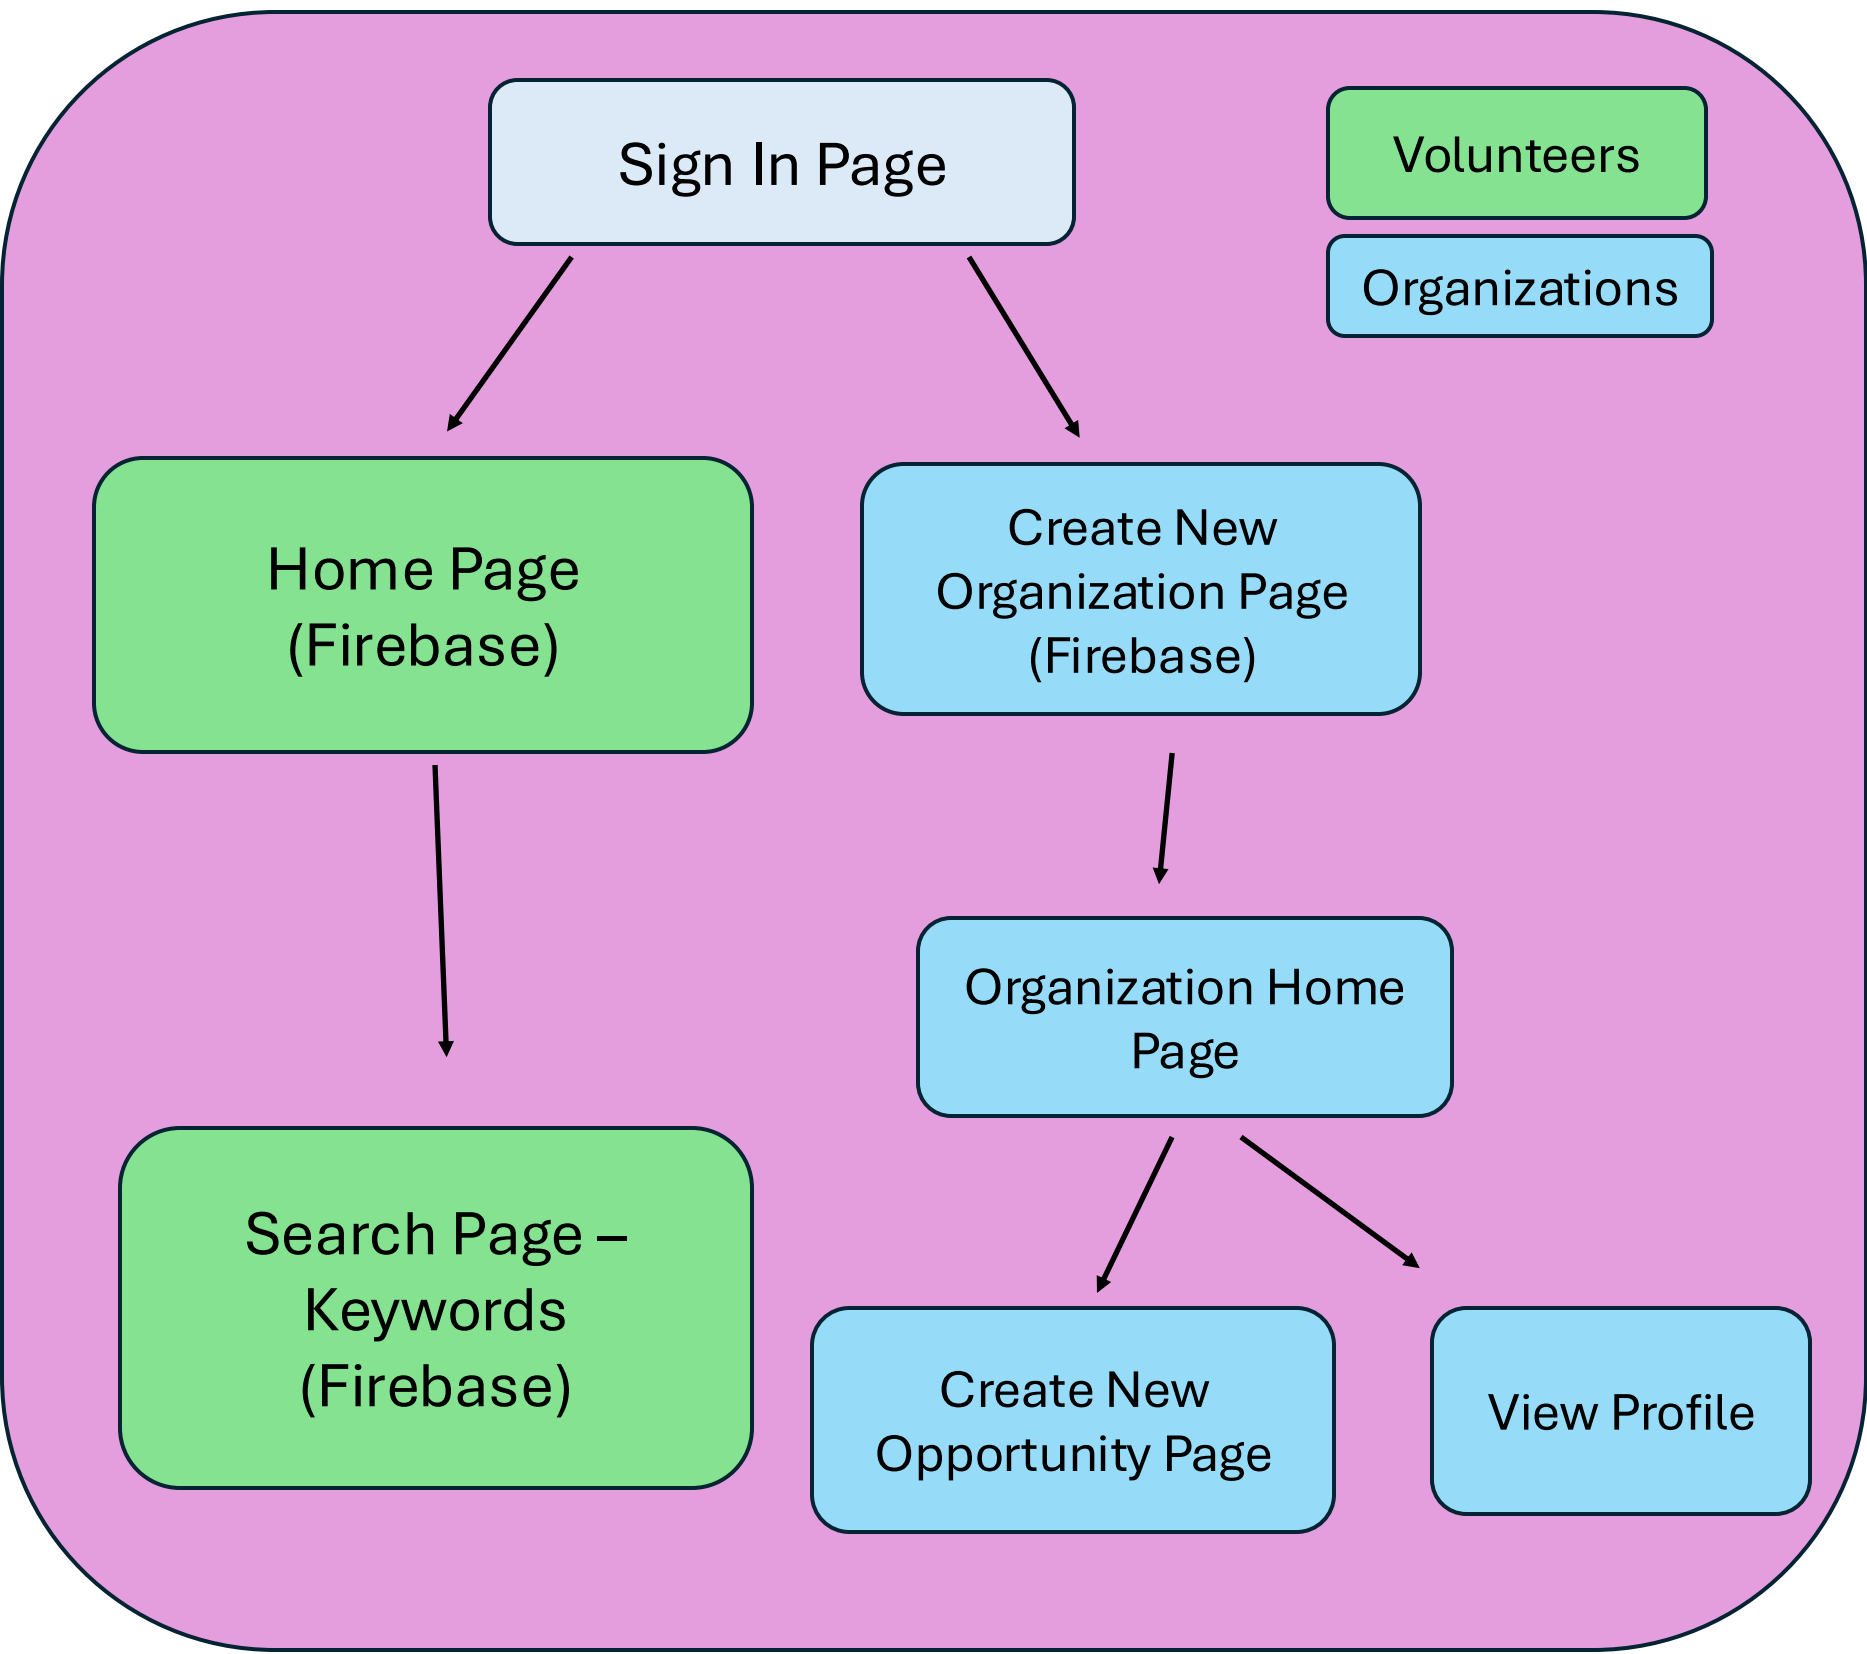 Sign In Page
Volunteers
Organizations
Home Page
(Firebase)
Create New
Organization Page
(Firebase)
Organization Home
Page
Search Page –
Keywords
(Firebase)
Create New
Opportunity Page
View Profile